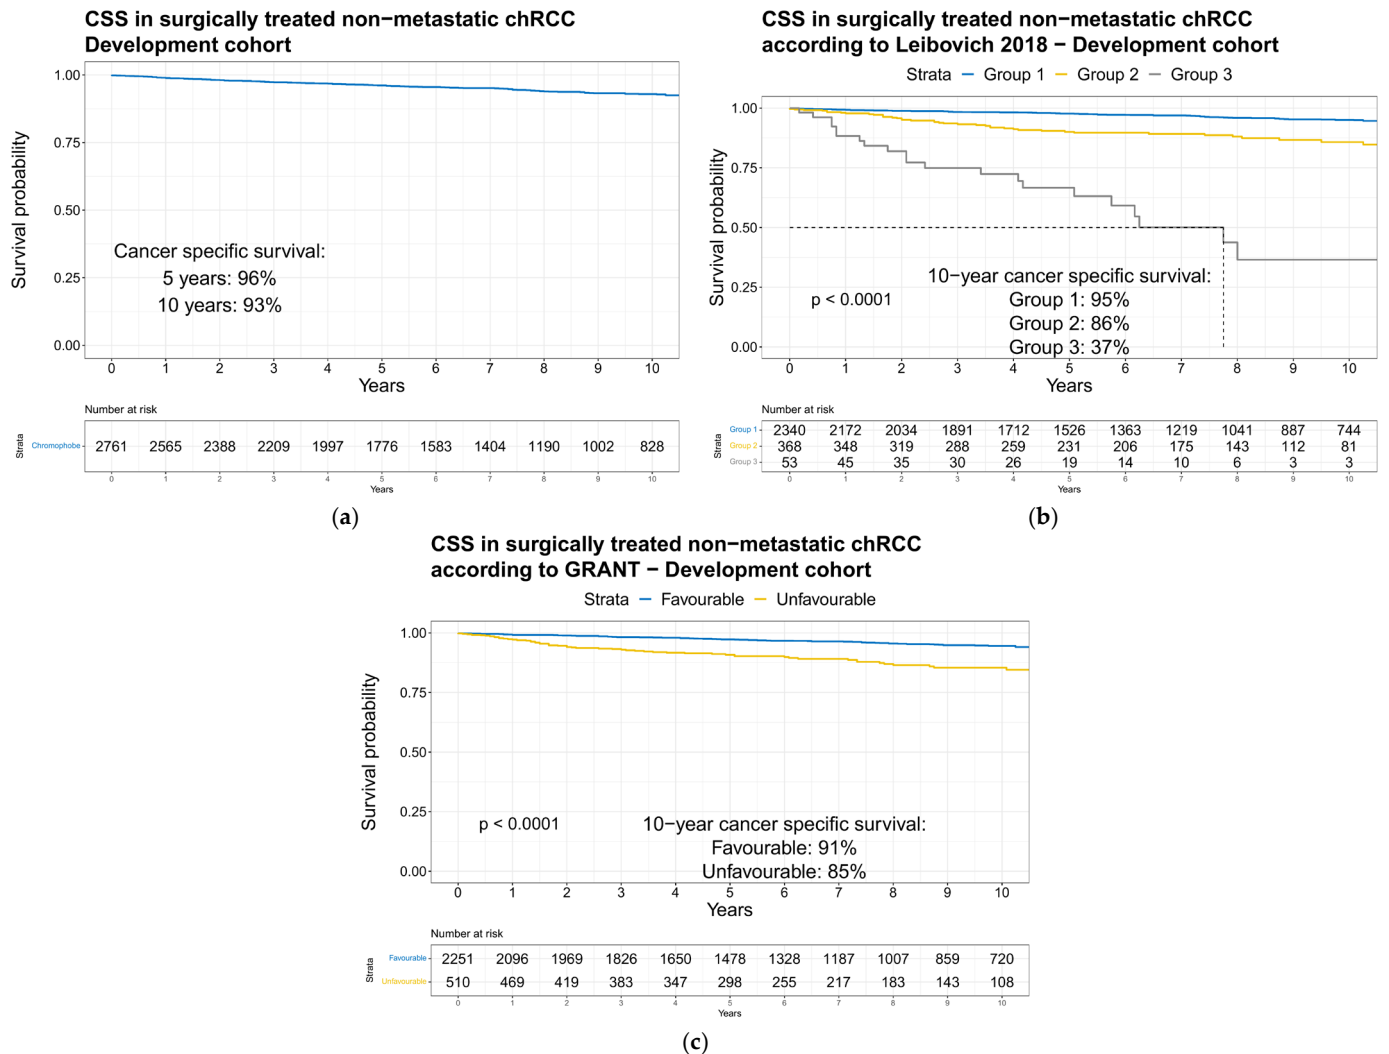 CSS in surgically treated non−metastatic chRCC
Development cohort
1.00
0.75
0.50
0.25
0.00
Survival probability
Cancer specific survival:
5 years: 96%
10 years: 93%
0 1 2 3 4 5 6 7 8 9 10
Years
Number at risk
Strata
Chromophobe 2761 2565 2388 2209 1997 1776 1583 1404 1190 1002 828
0 1 2 3 4 5 6 7 8 9 10
Years
(a)
CSS in surgically treated non−metastatic chRCC
according to Leibovich 2018 − Development cohort
Strata Group 1 Group 2 Group 3
1.00
0.75
0.50
0.25
0.00
Survival probability
p < 0.0001
10−year cancer specific survival:
Group 1: 95%
Group 2: 86%
Group 3: 37%
0 1 2 3 4 5 6 7 8 9 10
Years
Number at risk
Strata
Group 1 2340 2172 2034 1891 1712 1526 1363 1219 1041 887 744
Group 2 368 348 319 288 259 231 206 175 143 112 81
Group 3 53 45 35 30 26 19 14 10 6 3 3
0 1 2 3 4 5 6 7 8 9 10
Years
(b)
CSS in surgically treated non−metastatic chRCC
according to GRANT − Development cohort
Strata Favourable Unfavourable
1.00
0.75
0.50
0.25
0.00
Survival probability
p < 0.0001
10−year cancer specific survival:
Favourable: 91%
Unfavourable: 85%
0 1 2 3 4 5 6 7 8 9 10
Years
Number at risk
Strata
Favourable 2251 2096 1969 1826 1650 1478 1328 1187 1007 859 720
Unfavourable 510 469 419 383 347 298 255 217 183 143 108
0 1 2 3 4 5 6 7 8 9 10
Years
(c)